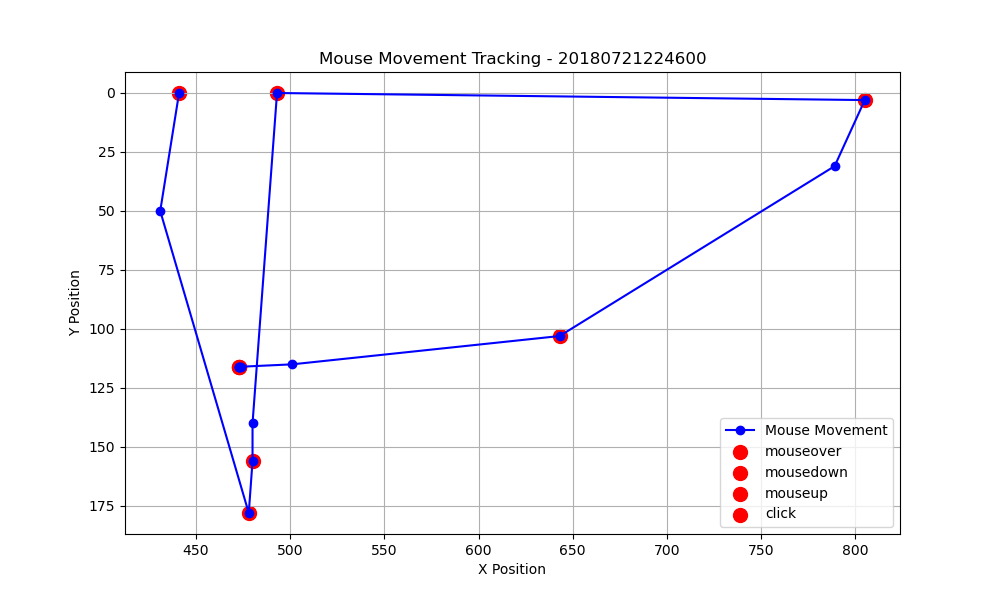 Mouse Movement Tracking - 20180721224600
0
25
50
75
100
125
150
175
Y Position
Mouse Movement
mouseover
mousedown
mouseup
click
450 500 550 600 650 700 750 800
X Position